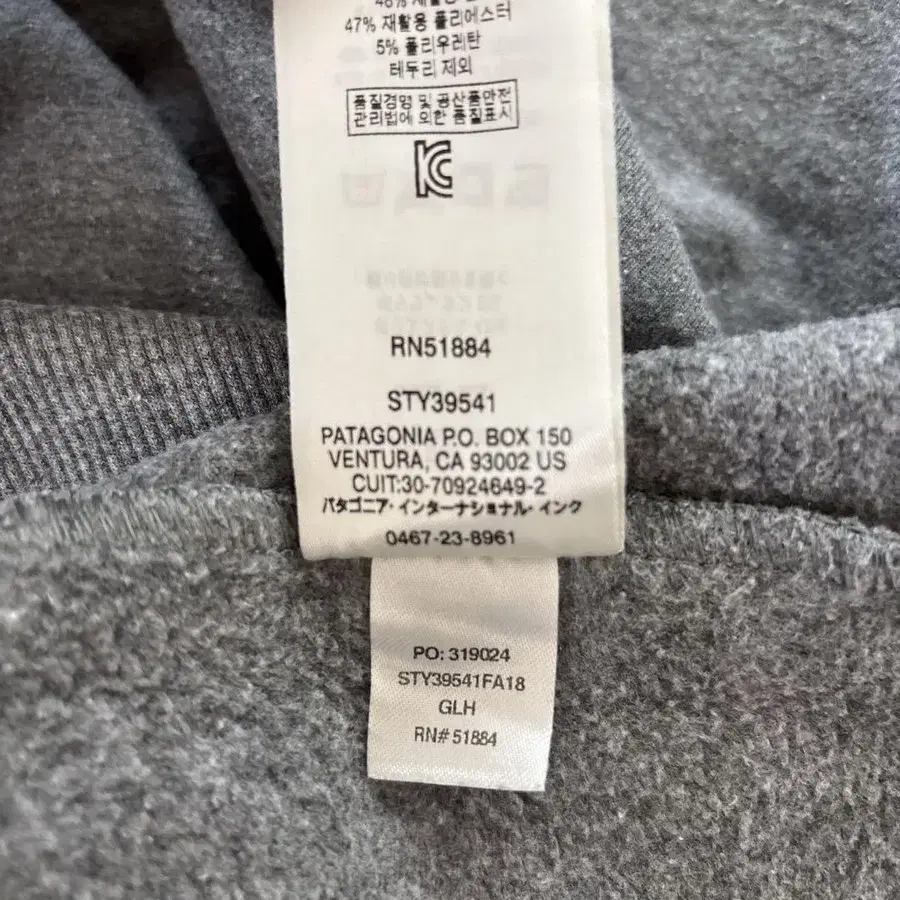 48% 재활용
47% 재활용 폴리에스터
5% 폴리우레탄
테두리 제외
품질경영 및 공산품안전
관리법에 의한 품질표시
RN51884
STY39541
PATAGONIA P.O. BOX 150
VENTURA, CA 93002 US
CUIT:30-70924649-2
パタゴニア・インターナショナル・インク
0467-23-8961
PO: 319024
STY39541FA18
GLH
RN# 51884